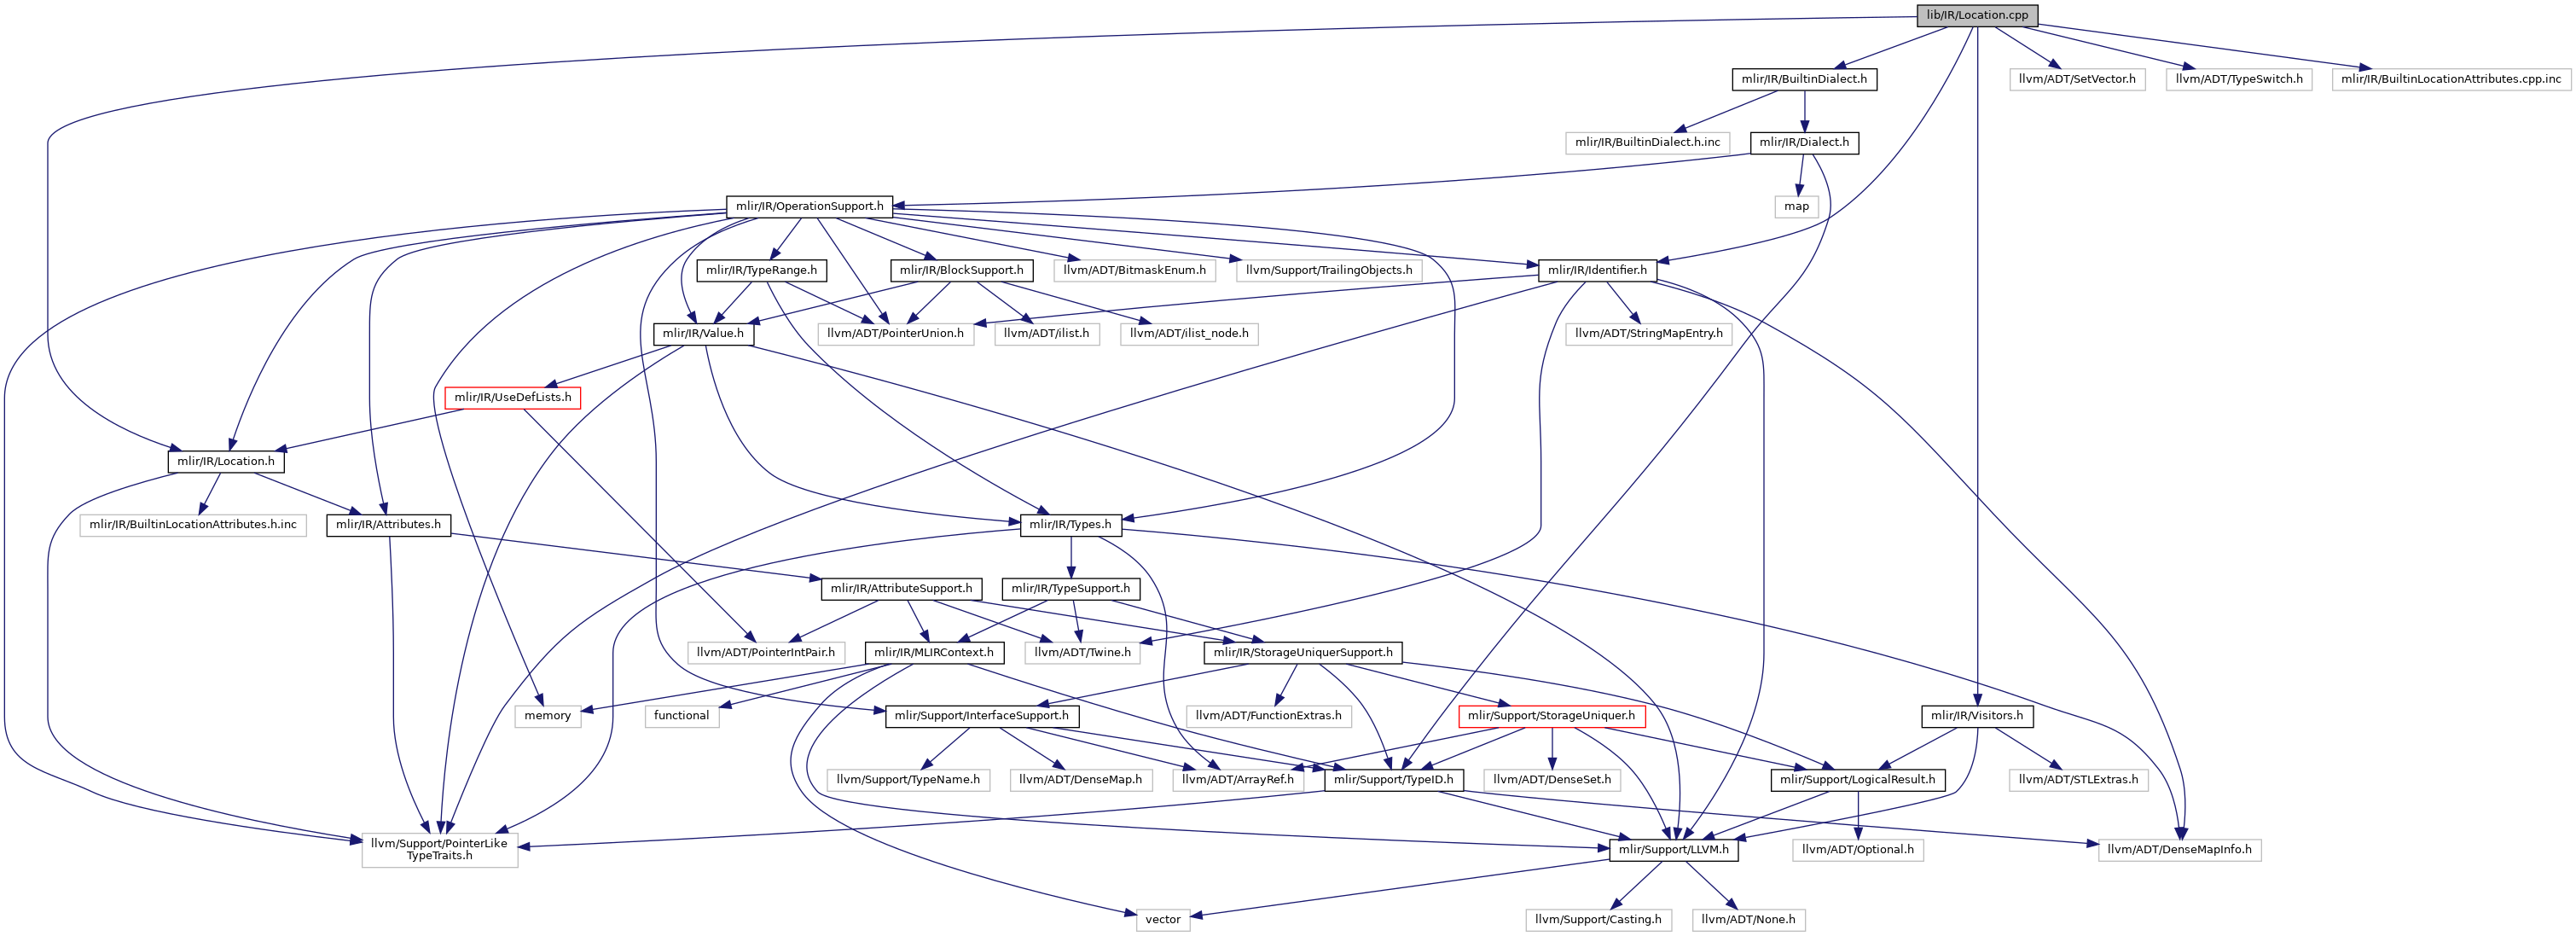 lib/IR/Location.cpp
mlir/IR/BuiltinDialect.h
llvm/ADT/SetVector.h
llvm/ADT/TypeSwitch.h
mlir/IR/BuiltinLocationAttributes.cpp.inc
mlir/IR/BuiltinDialect.h.inc
mlir/IR/Dialect.h
mlir/IR/OperationSupport.h
map
mlir/IR/TypeRange.h
mlir/IR/BlockSupport.h
llvm/ADT/BitmaskEnum.h
llvm/Support/TrailingObjects.h
mlir/IR/Identifier.h
mlir/IR/Value.h
llvm/ADT/PointerUnion.h
llvm/ADT/ilist.h
llvm/ADT/ilist_node.h
llvm/ADT/StringMapEntry.h
mlir/IR/UseDefLists.h
mlir/IR/Location.h
mlir/IR/BuiltinLocationAttributes.h.inc
mlir/IR/Attributes.h
mlir/IR/Types.h
mlir/IR/AttributeSupport.h
mlir/IR/TypeSupport.h
llvm/ADT/PointerIntPair.h
mlir/IR/MLIRContext.h
llvm/ADT/Twine.h
mlir/IR/StorageUniquerSupport.h
memory
functional
mlir/Support/InterfaceSupport.h
llvm/ADT/FunctionExtras.h
mlir/Support/StorageUniquer.h
mlir/IR/Visitors.h
llvm/Support/TypeName.h
llvm/ADT/DenseMap.h
llvm/ADT/ArrayRef.h
mlir/Support/TypeID.h
llvm/ADT/DenseSet.h
mlir/Support/LogicalResult.h
llvm/ADT/STLExtras.h
llvm/Support/PointerLike
TypeTraits.h
mlir/Support/LLVM.h
llvm/ADT/Optional.h
llvm/ADT/DenseMapInfo.h
vector
llvm/Support/Casting.h
llvm/ADT/None.h